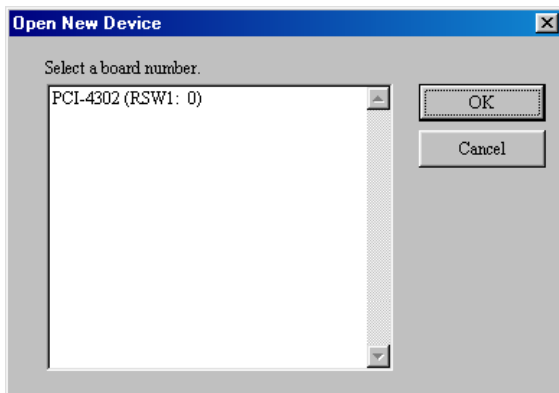 Open New Device
Select a board number.
PCI-4302 (RSW1: 0)
OK
Cancel